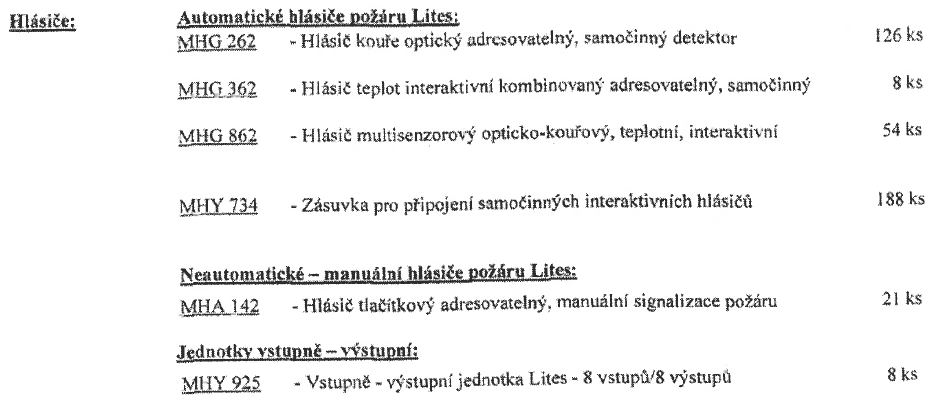 Hlásiče: Automatické hlásiče požáru Lites:
MHG 262 - Hlásič kouře optický adresovatelný, samočinný detektor 126 ks
MHG 362 - Hlásič teplot interaktivní kombinovaný adresovatelný, samočinný 8 ks
MHG 862 - Hlásič multisenzorový opticko-kouřový, teplotní, interaktivní 54 ks
MHY 734 - Zásuvka pro připojení samočinných interaktivních hlásičů 188 ks
Neautomatické – manuální hlásiče požáru Lites:
MHA 142 - Hlásič tlačítkový adresovatelný, manuální signalizace požáru 21 ks
Jednotky vstupně – výstupní:
MHY 925 - Vstupně - výstupní jednotka Lites - 8 vstupů/8 výstupů 8 ks